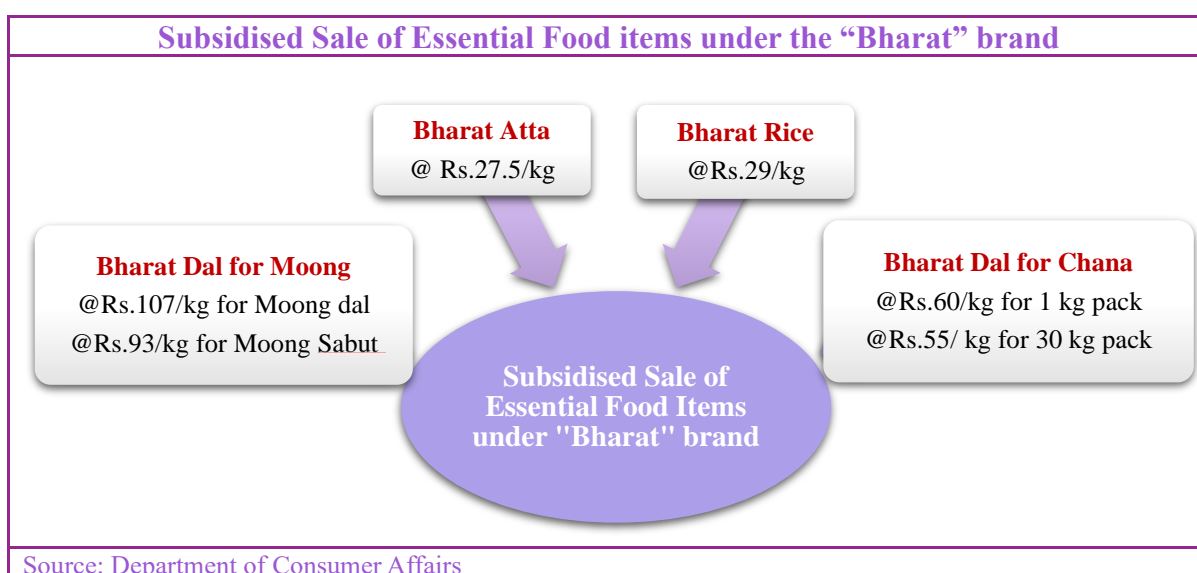 Subsidised Sale of Essential Food items under the “Bharat” brand
Bharat Atta
@ Rs.27.5/kg
Bharat Rice
@Rs.29/kg
Bharat Dal for Moong
@Rs.107/kg for Moong dal
@Rs.93/kg for Moong Sabut
Bharat Dal for Chana
@Rs.60/kg for 1 kg pack
@Rs.55/ kg for 30 kg pack
Subsidised Sale of
Essential Food Items
under "Bharat" brand
Source: Department of Consumer Affairs